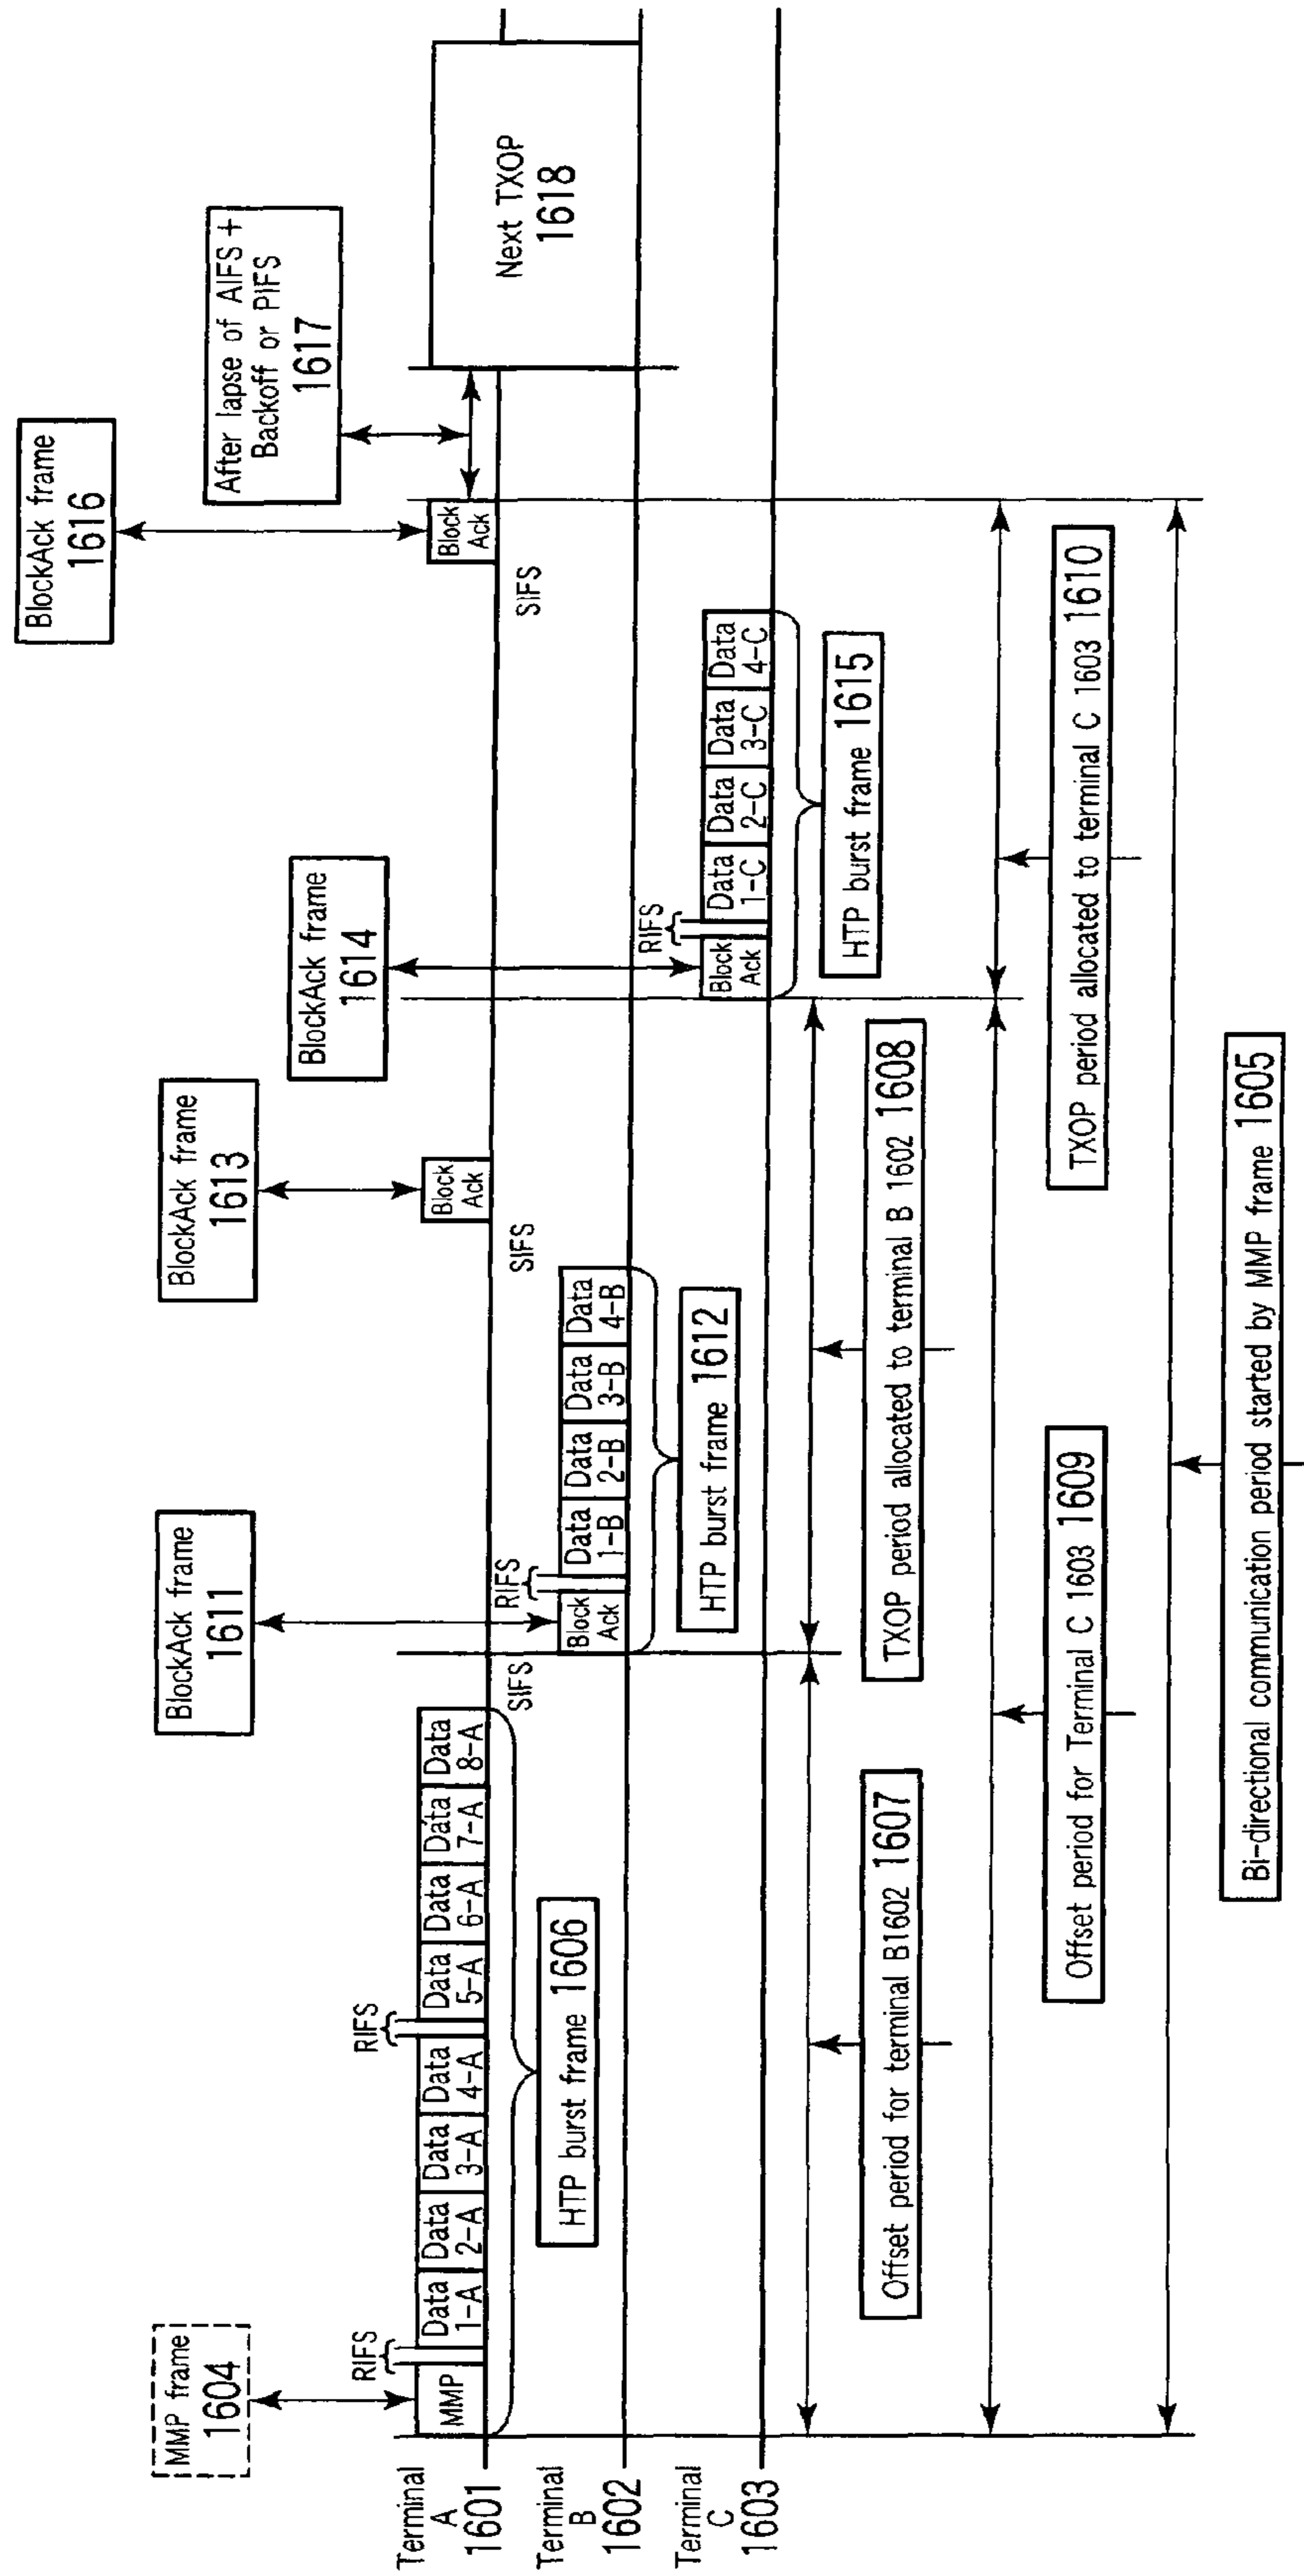 BlockAck frame
1616
After lapse of AIFS +
Backoff or PIFS
1617
BlockAck frame
1614
BlockAck frame
1613
BlockAck frame
1611
MMP frame
1604
Terminal
A
1601
MMP
RIFS
Data
1-A
Data
2-A
Data
3-A
Data
4-A
RIFS
Data
5-A
Data
6-A
Data
7-A
Data
8-A
SIFS
Block
Ack
SIFS
Block
Ack
Next TXOP
1618
HTP burst frame 1606
Terminal
B
1602
Block
Ack
RIFS
Data
1-B
Data
2-B
Data
3-B
Data
4-B
SIFS
HTP burst frame 1612
Terminal
C
1603
Block
Ack
RIFS
Data
1-C
Data
2-C
Data
3-C
Data
4-C
HTP burst frame 1615
Offset period for terminal B1602 1607
TXOP period allocated to terminal B 1602 1608
Offset period for Terminal C 1603 1609
TXOP period allocated to terminal C 1603 1610
Bi-directional communication period started by MMP frame 1605